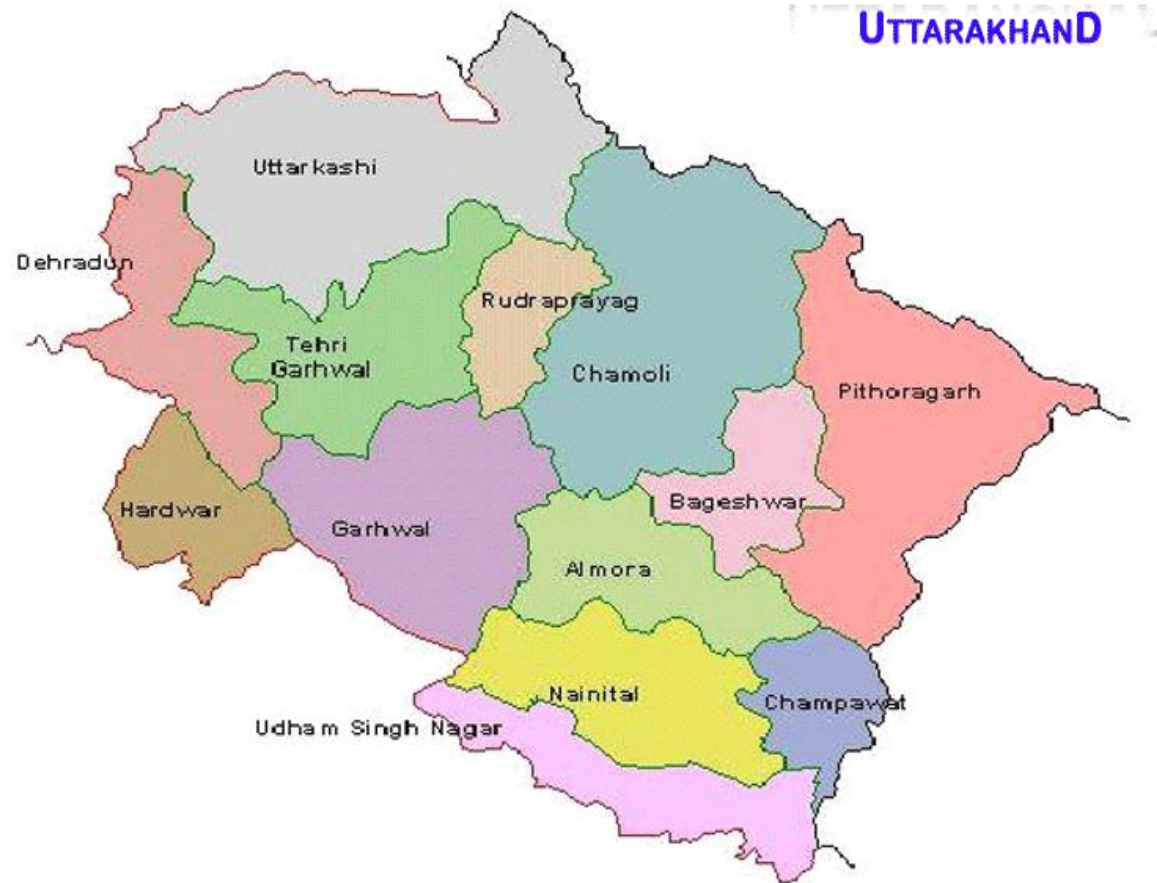 UTTARAKHAND
Uttarkashi
Dehradun
Rudraprayag
Tehri
Garhwal
Chamoli
Pithoragarh
Hardwar
Bageshwar
Garhwal
Almora
Nainital
Champawat
Udham Singh Nagar